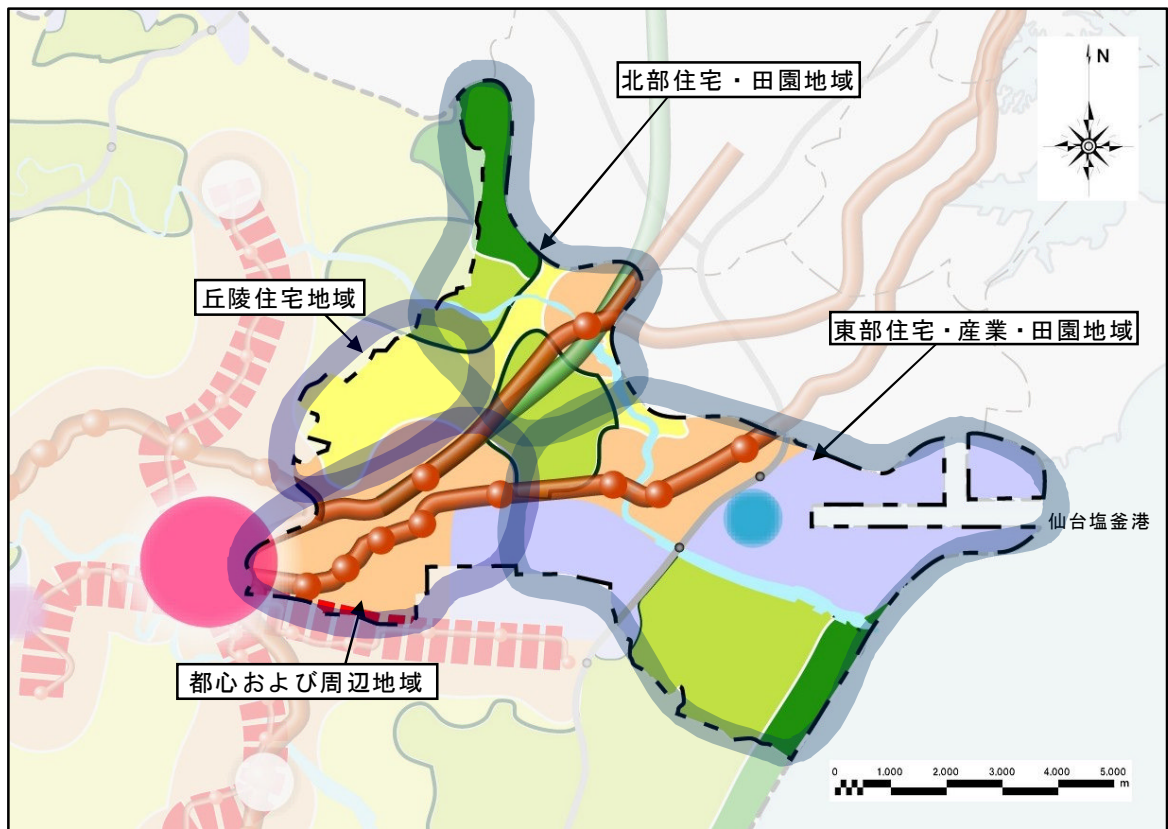 N
北部住宅・田園地域
丘陵住宅地域
東部住宅・産業・田園地域
仙台塩釜港
都心および周辺地域
0 1,000 2,000 3,000 4,000 5,000
m